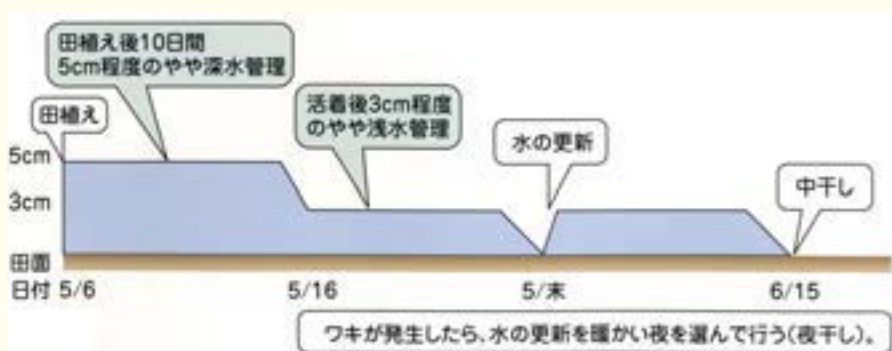 田植え後10日間
5cm程度のやや深水管理
田植え
活着後3cm程度
のやや浅水管理
水の更新
中干し
5cm
3cm
田面
日付 5/6 5/16 5/末 6/15
ワキが発生したら、水の更新を暖かい夜を選んで行う(夜干し)。